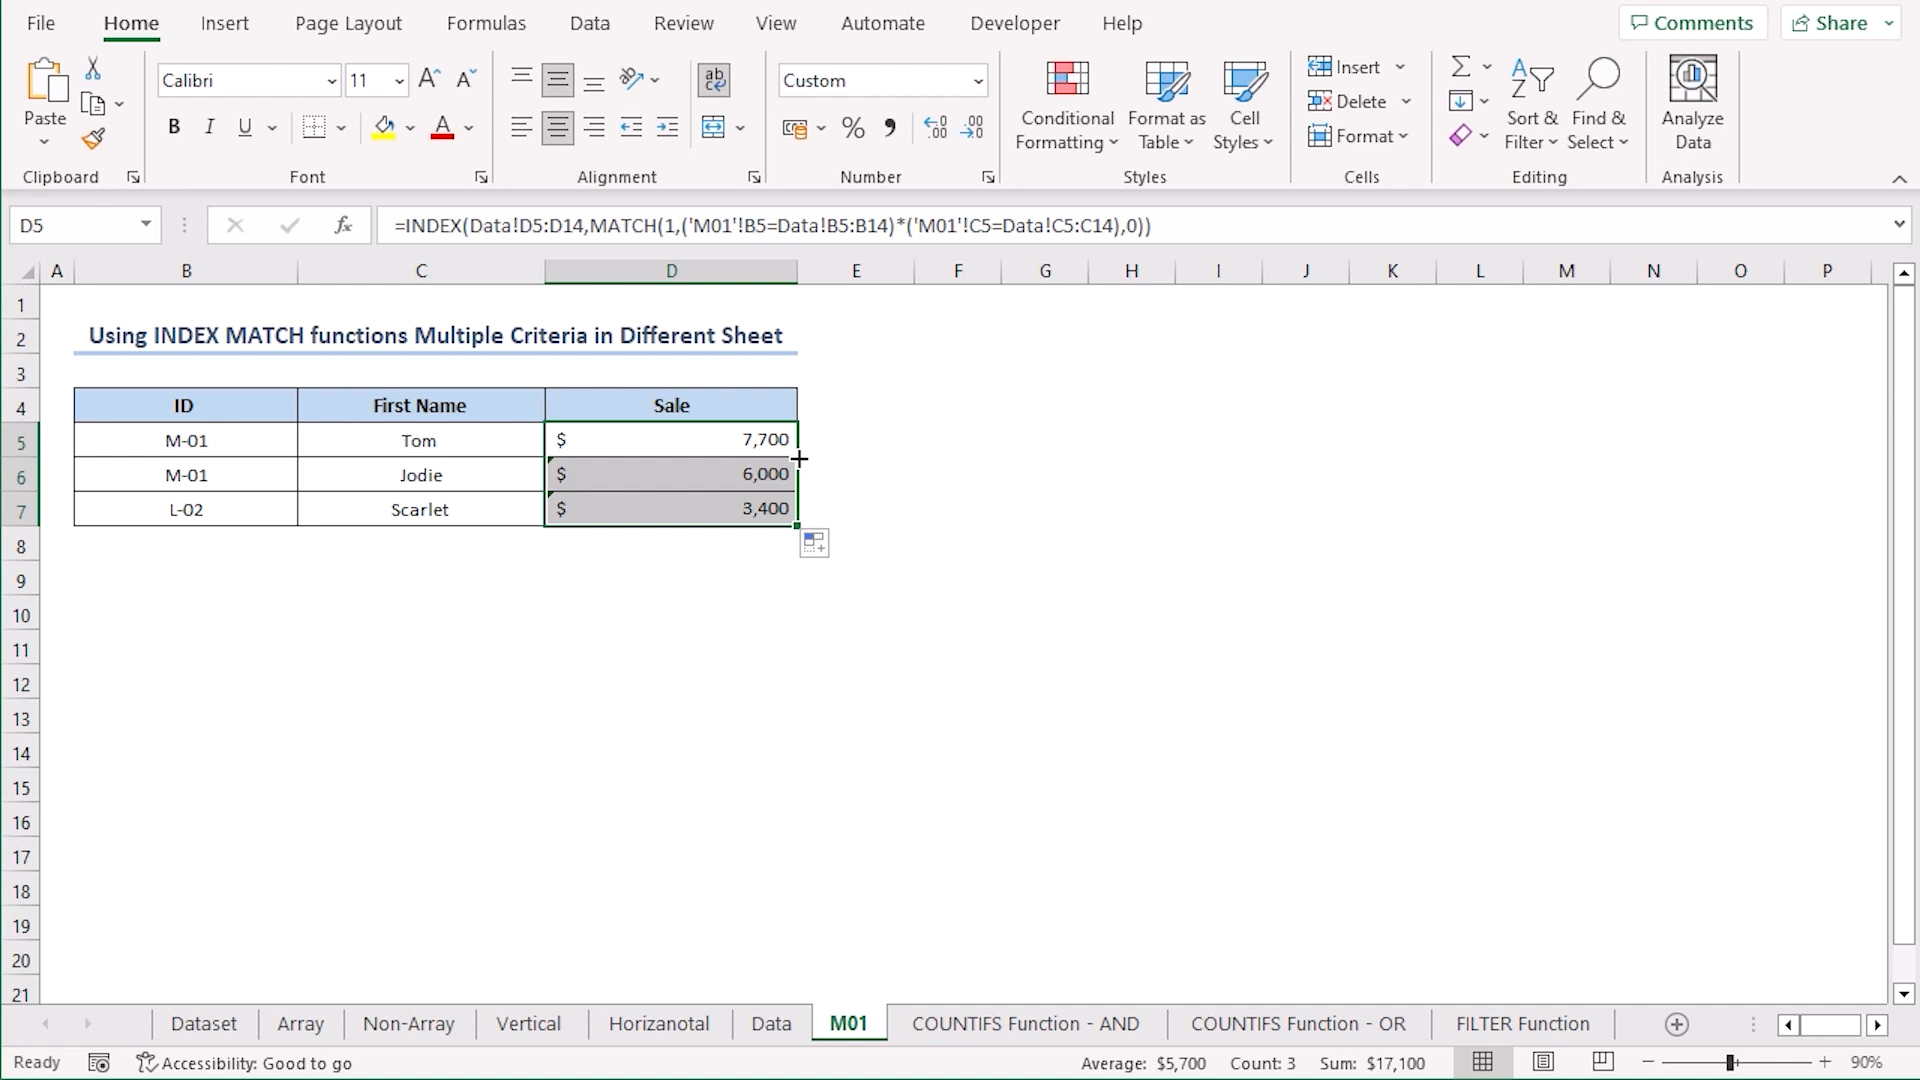 File Home Insert Page Layout Formulas Data Review View Automate Developer Help Comments Share
Paste
Clipboard
Calibri 11
B I U
Font
ab
Alignment
Custom
% 9
Number
Conditional Formatting
Format as Table
Cell Styles
Styles
Insert
Delete
Format
Cells
Sort & Filter
Find & Select
Editing
Analyze Data
Analysis
D5 fx =INDEX(Data!D5:D14,MATCH(1,('M01'!B5=Data!B5:B14)*('M01'!C5=Data!C5:C14),0))
A B C D E F G H I J K L M N O P
1
2 Using INDEX MATCH functions Multiple Criteria in Different Sheet
3
4 ID First Name Sale
5 M-01 Tom $ 7,700
6 M-01 Jodie $ 6,000
7 L-02 Scarlet $ 3,400
8
9
10
11
12
13
14
15
16
17
18
19
20
21
Dataset Array Non-Array Vertical Horizanotal Data M01 COUNTIFS Function - AND COUNTIFS Function - OR FILTER Function
Ready Accessibility: Good to go Average: $5,700 Count: 3 Sum: $17,100 90%